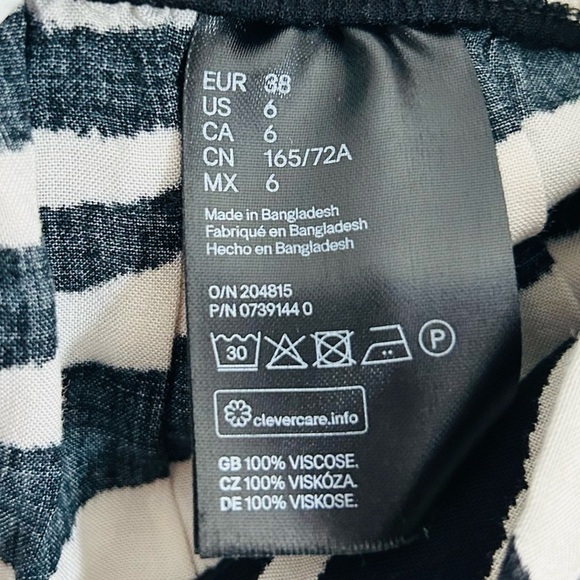 EUR 38
US 6
CA 6
CN 165/72A
MX 6
Made in Bangladesh
Fabriqué en Bangladesh
Hecho en Bangladesh
O/N 204815
P/N 0739144 0
30 P
clevercare.info
GB 100% VISCOSE.
CZ 100% VISKÓZA.
DE 100% VISKOSE.